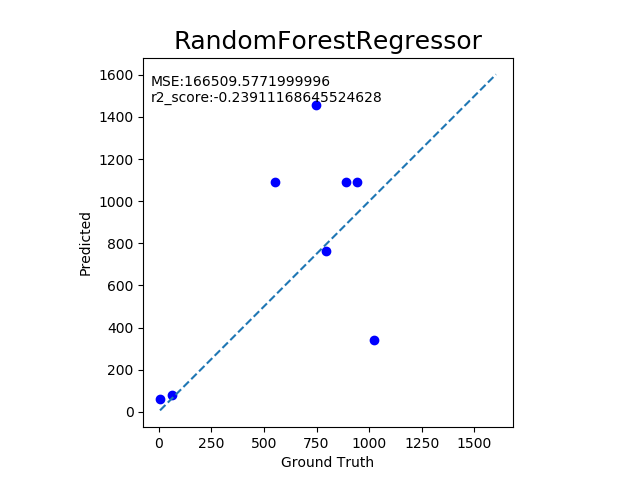 RandomForestRegressor
MSE:166509.5771999996
r2_score:-0.23911168645524628
1600
1400
1200
1000
800
600
400
200
0
Predicted
0 250 500 750 1000 1250 1500
Ground Truth